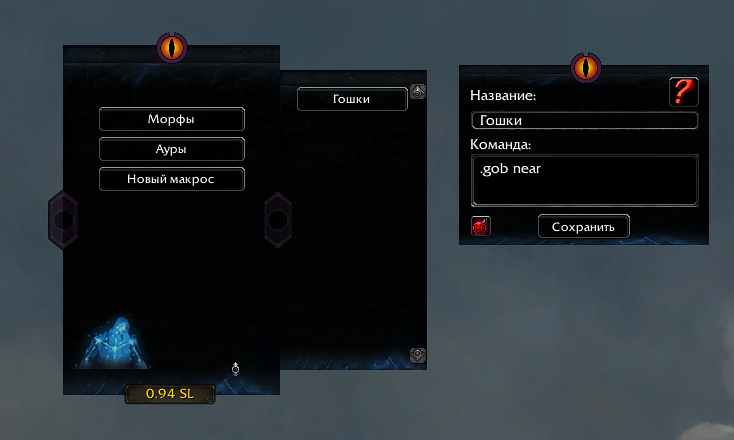 Морфы
Ауры
Новый макрос
0.94 SL
Гошки
Название:
?
Гошки
Команда:
.gob near
Сохранить